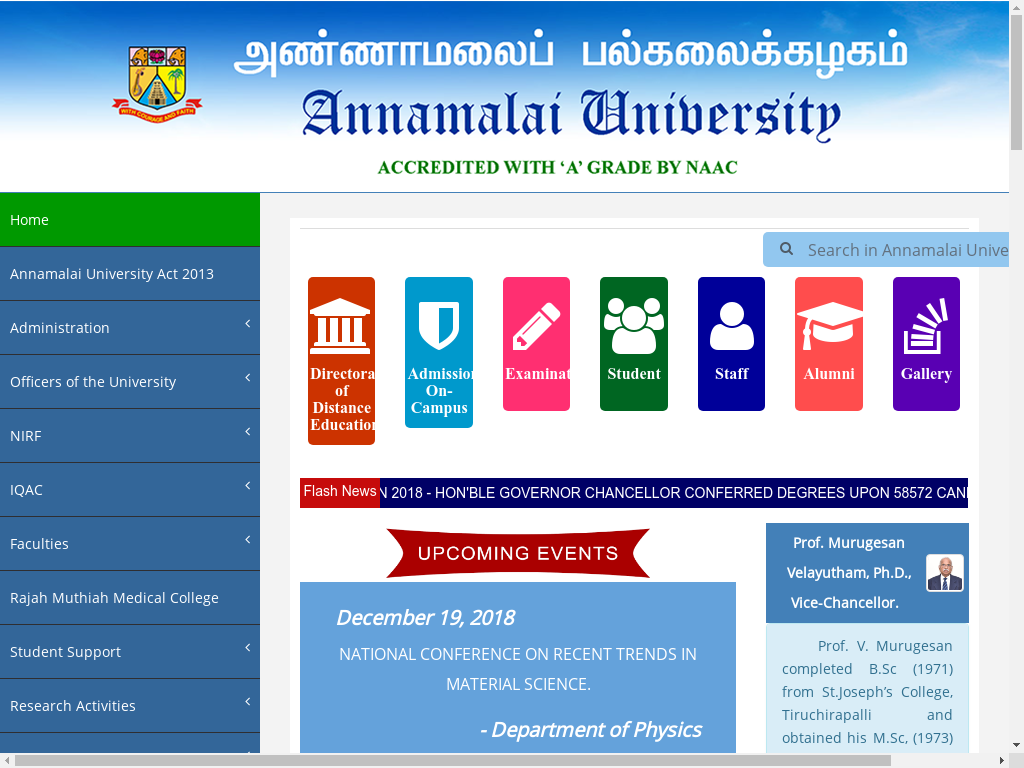 அண்ணாமலைப் பல்கலைக்கழகம்
Annamalai University
ACCREDITED WITH ‘A’ GRADE BY NAAC
WITH COURAGE AND FAITH
Home
Annamalai University Act 2013
Administration
Officers of the University
NIRF
IQAC
Faculties
Rajah Muthiah Medical College
Student Support
Research Activities
Search in Annamalai Unive
Directora
of
Distance
Education
Admission
On-
Campus
Examinat
Student
Staff
Alumni
Gallery
Flash News
N 2018 - HON'BLE GOVERNOR CHANCELLOR CONFERRED DEGREES UPON 58572 CANI
UPCOMING EVENTS
December 19, 2018
NATIONAL CONFERENCE ON RECENT TRENDS IN
MATERIAL SCIENCE.
- Department of Physics
Prof. Murugesan
Velayutham, Ph.D.,
Vice-Chancellor.
Prof. V. Murugesan
completed B.Sc (1971)
from St.Joseph’s College,
Tiruchirapalli and
obtained his M.Sc, (1973)